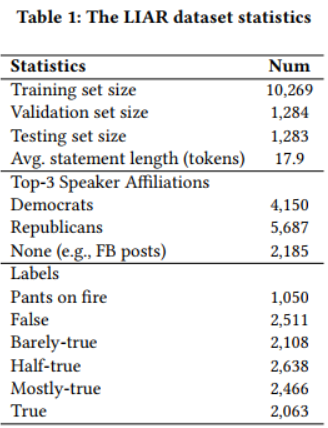 Table 1: The LIAR dataset statistics
Statistics Num
Training set size 10,269
Validation set size 1,284
Testing set size 1,283
Avg. statement length (tokens) 17.9
Top-3 Speaker Affiliations
Democrats 4,150
Republicans 5,687
None (e.g., FB posts) 2,185
Labels
Pants on fire 1,050
False 2,511
Barely-true 2,108
Half-true 2,638
Mostly-true 2,466
True 2,063